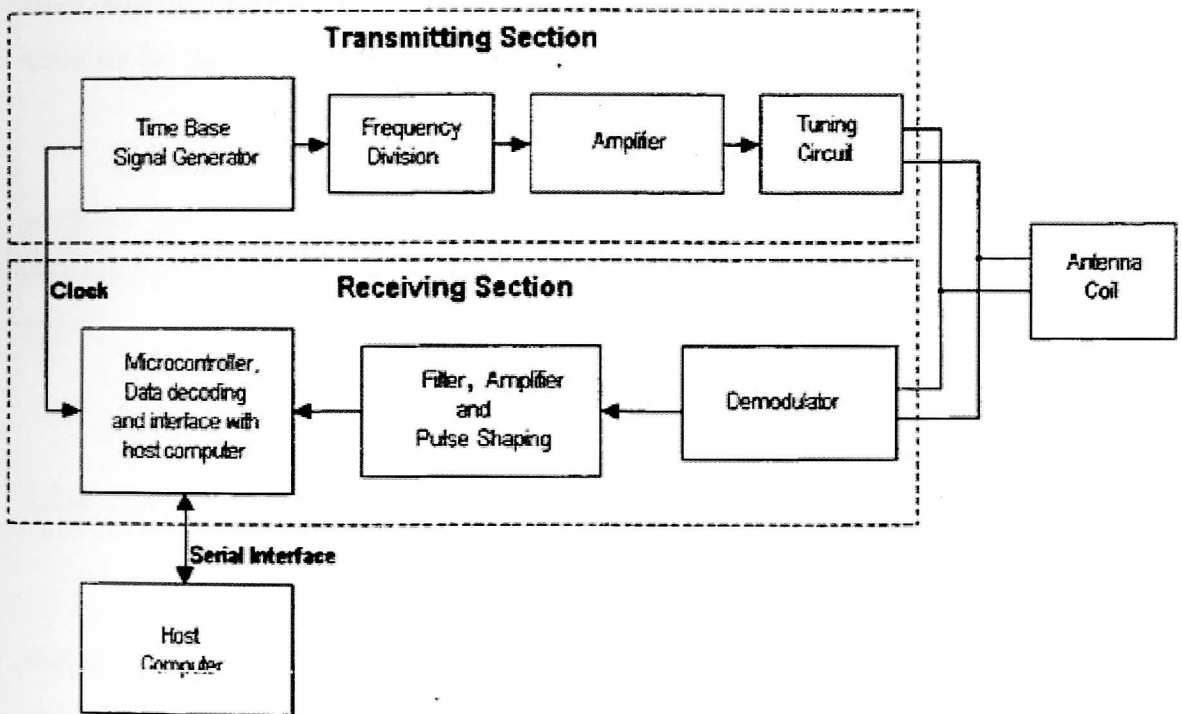 Transmitting Section
Time Base
Signal Generator
Frequency
Division
Amplifier
Tuning
Circuit
Antenna
Coil
Clock
Receiving Section
Microcontroller,
Data decoding
and interface with
host computer
Filter, Amplifier
and
Pulse Shaping
Demodulator
Serial Interface
Host
Computer